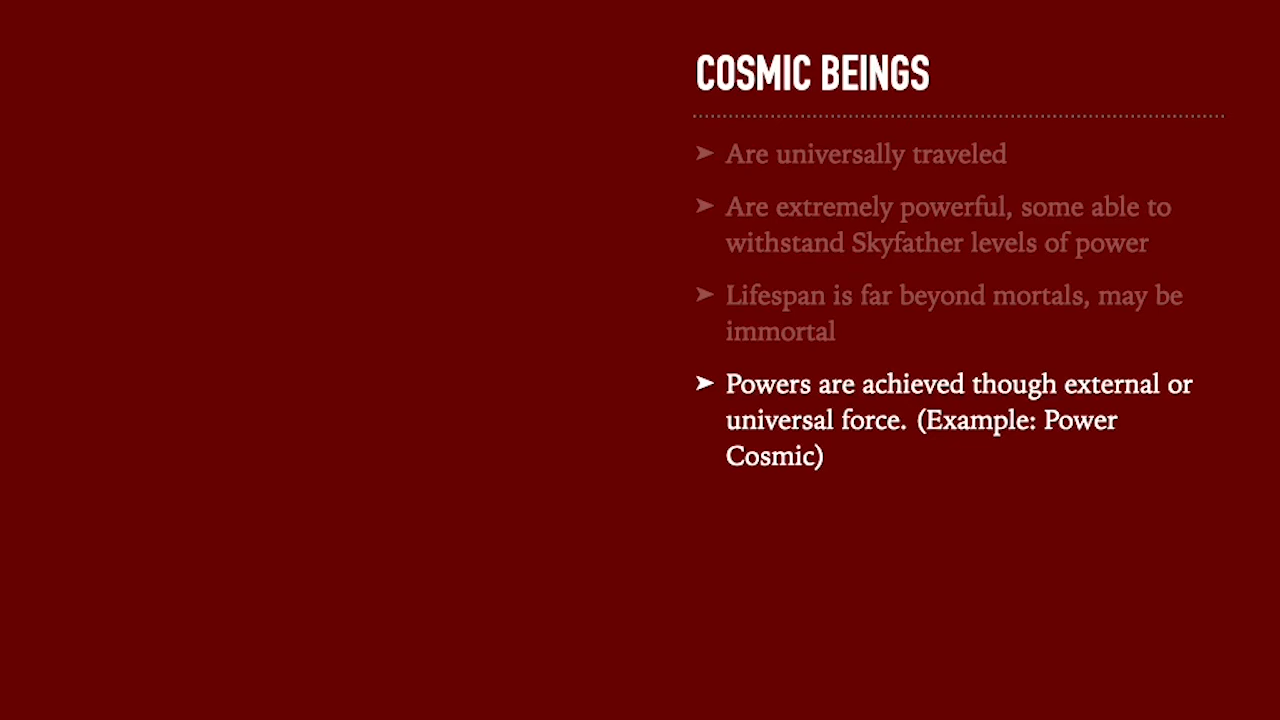 COSMIC BEINGS
➤ Are universally traveled
➤ Are extremely powerful, some able to
withstand Skyfather levels of power
➤ Lifespan is far beyond mortals, may be
immortal
➤ Powers are achieved though external or
universal force. (Example: Power
Cosmic)